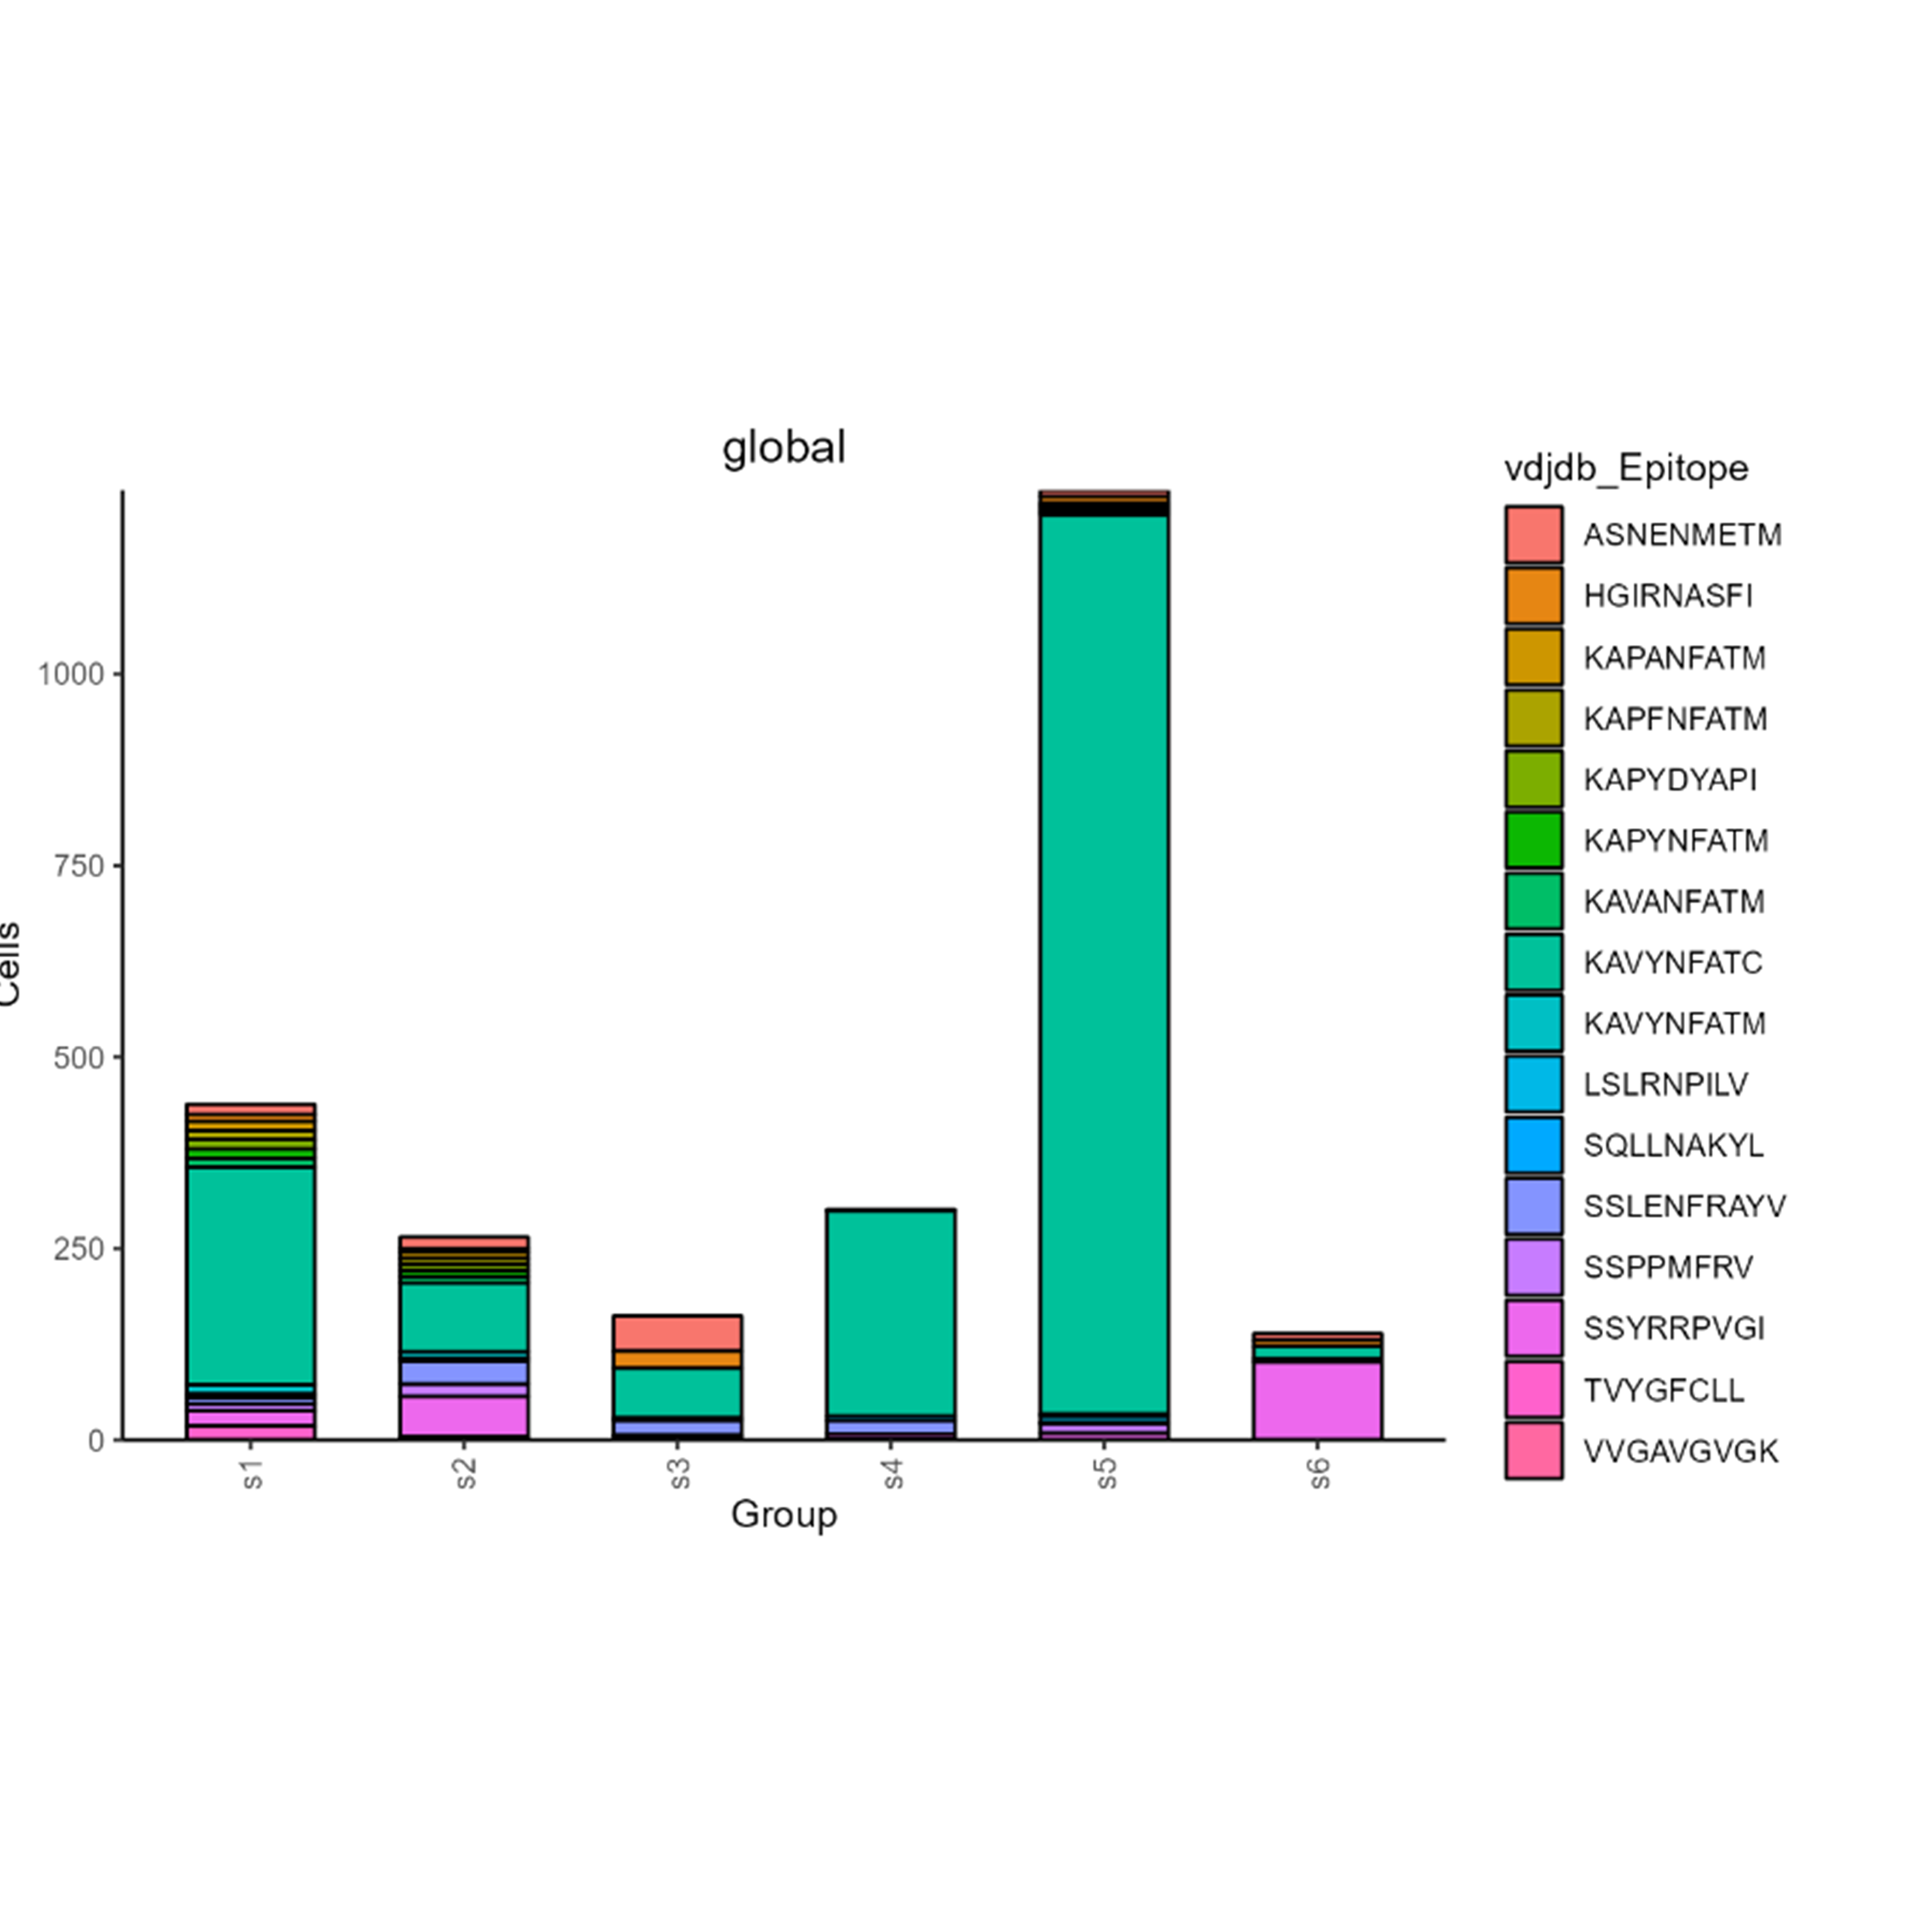 global
Cells
1000
750
500
250
0
s1
s2
s3
s4
s5
s6
Group
vdjdb_Epitope
ASNENMETM
HGIRNASFI
KAPANFATM
KAPFNFATM
KAPYDYAPI
KAPYNFATM
KAVANFATM
KAVYNFATC
KAVYNFATM
LSLRNPILV
SQLLNAKYL
SSLENFRAYV
SSPPMFRV
SSYRRPVGI
TVYGFCLL
VVGAVGVGK